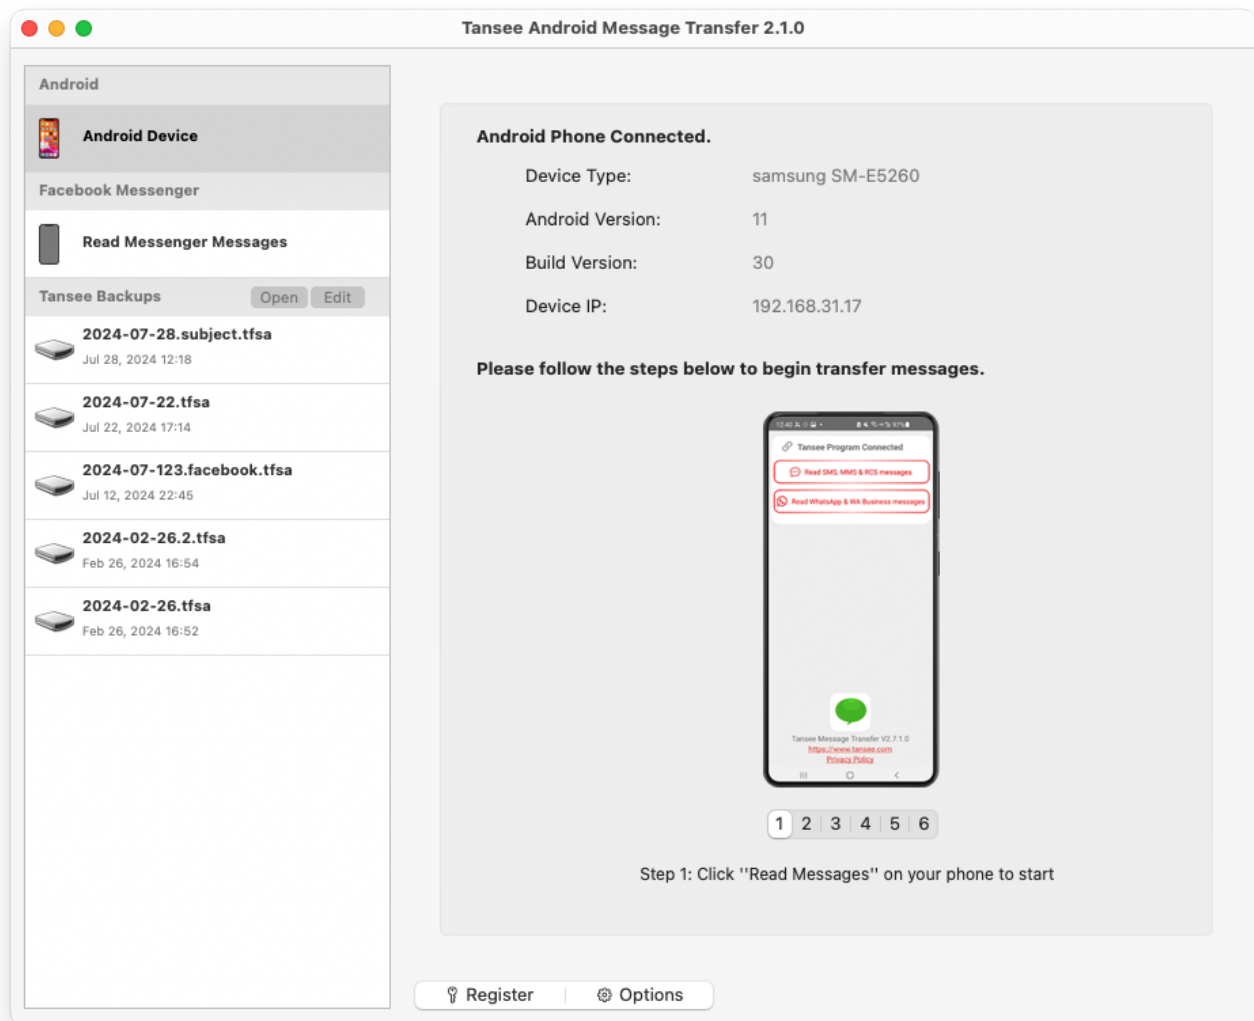 Tansee Android Message Transfer 2.1.0
Android
Android Device
Facebook Messenger
Read Messenger Messages
Tansee Backups Open Edit
2024-07-28.subject.tfsa
Jul 28, 2024 12:18
2024-07-22.tfsa
Jul 22, 2024 17:14
2024-07-123.facebook.tfsa
Jul 12, 2024 22:45
2024-02-26.2.tfsa
Feb 26, 2024 16:54
2024-02-26.tfsa
Feb 26, 2024 16:52
Android Phone Connected.
Device Type: samsung SM-E5260
Android Version: 11
Build Version: 30
Device IP: 192.168.31.17
Please follow the steps below to begin transfer messages.
12:40 97%
Tansee Program Connected
Read SMS, MMS & RCS messages
Read WhatsApp & WA Business messages
Tansee Message Transfer V2.7.1.0
https://www.tansee.com
Privacy Policy
1 2 3 4 5 6
Step 1: Click ''Read Messages'' on your phone to start
Register Options